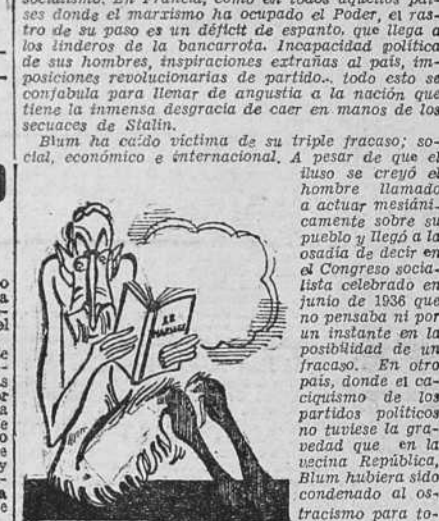 socialismo. En Francia, como en todos aquellos paí-
ses donde el marxismo ha ocupado el Poder, el ras-
tro de su paso es un déficit de espanto, que llega a
los linderos de la bancarrota. Incapacidad política
de sus hombres, inspiraciones extrañas al país, im-
posiciones revolucionarias de partido... todo esto se
confabula para llenar de angustia a la nación que
tiene la inmensa desgracia de caer en manos de los
secuaces de Stalin.
Blum ha caído víctima de su triple fracaso; so-
cial, económico e internacional. A pesar de que el
iluso se creyó el
hombre llamado
a actuar mesiáni-
camente sobre su
pueblo y llegó a la
osadía de decir en
el Congreso socia-
lista celebrado en
junio de 1936 que
no pensaba ni por
un instante en la
posibilidad de un
fracaso. En otro
país, donde el ca-
ciquismo de los
partidos políticos
no tuviese la gra-
vedad que en la
vecina República,
Blum hubiera sido
condenado al os-
tracismo para to-
LE
MARIAGE